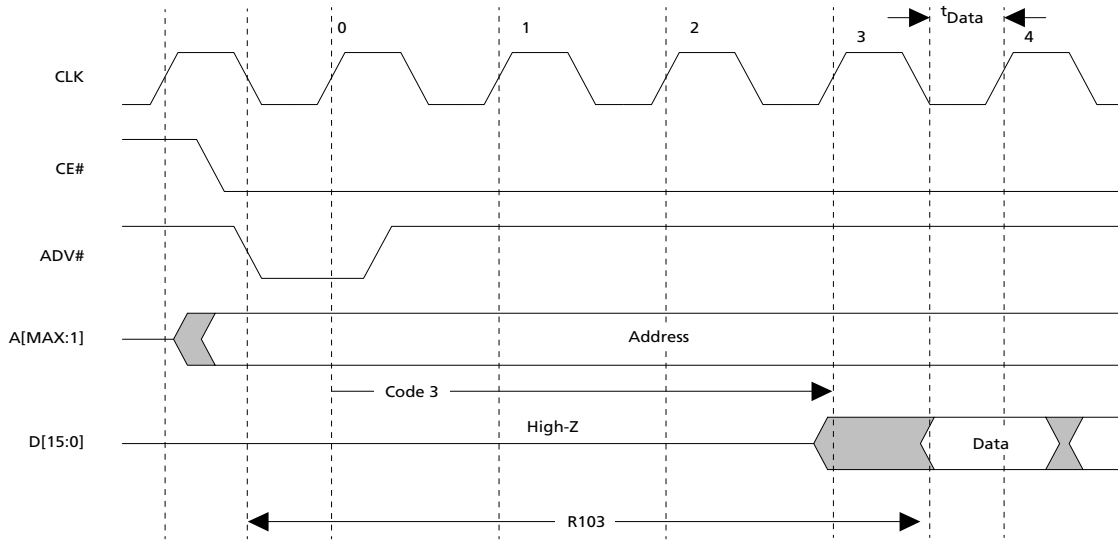 0 1 2 3 4
tData
CLK
CE#
ADV#
A[MAX:1]
Address
Code 3
D[15:0]
High-Z
Data
R103